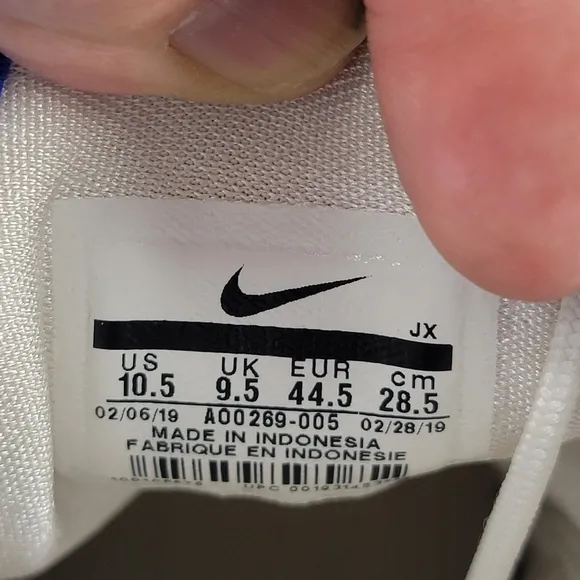 JX
US UK EUR cm
10.5 9.5 44.5 28.5
02/06/19 AO0269-005 02/28/19
MADE IN INDONESIA
FABRIQUE EN INDONESIE
UPC